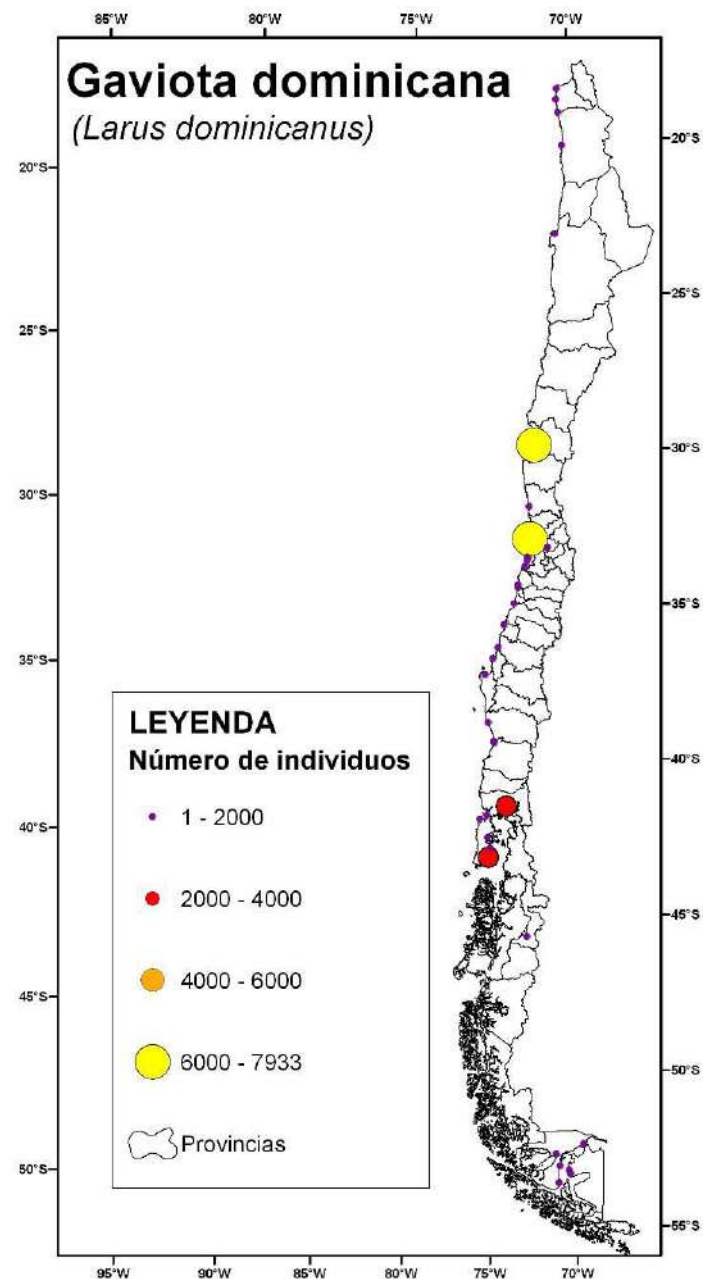 85°W
80°W
75°W
70°W
Gaviota dominicana
(Larus dominicanus)
20°S
20°S
25°S
25°S
30°S
30°S
35°S
35°S
LEYENDA
Número de individuos
1 - 2000
2000 - 4000
4000 - 6000
6000 - 7933
Provincias
40°S
40°S
45°S
45°S
50°S
50°S
55°S
95°W
90°W
85°W
80°W
75°W
70°W